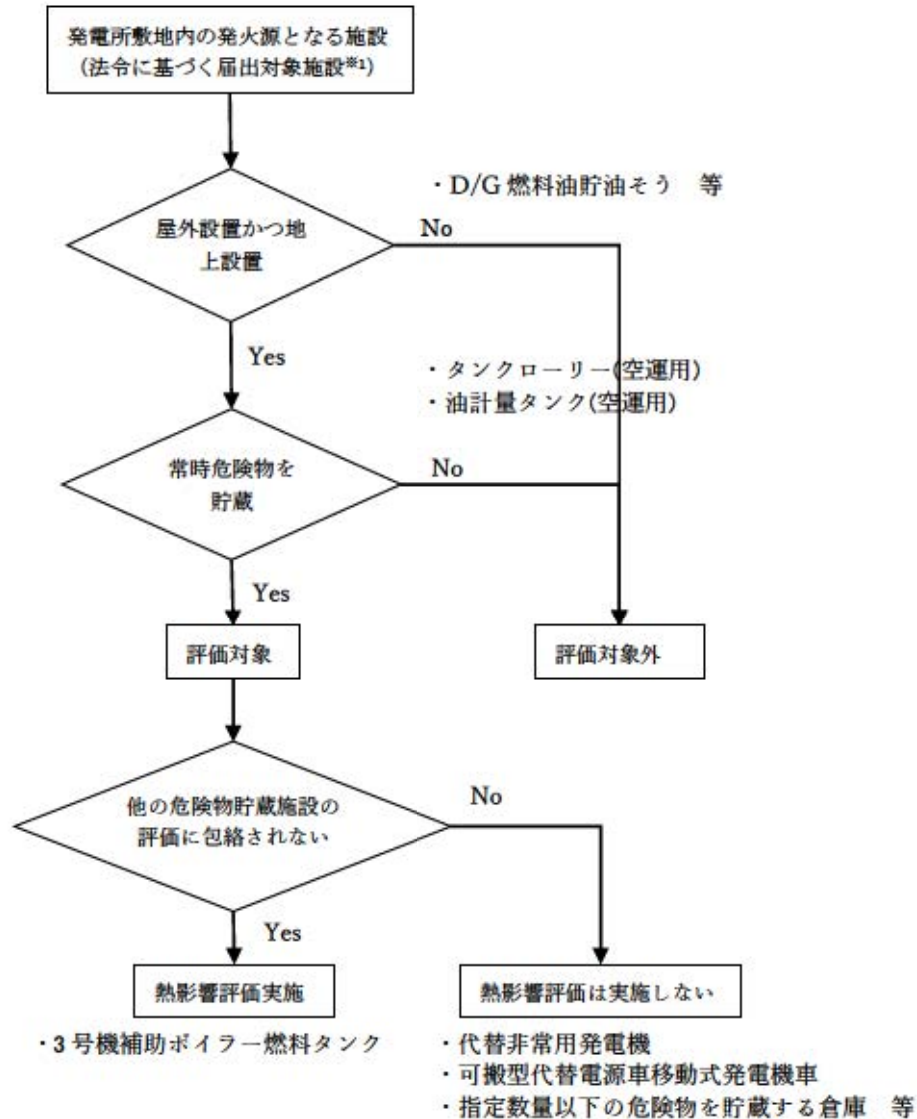 発電所敷地内の発火源となる施設
（法令に基づく届出対象施設※1）
・D/G 燃料油貯油そう　等
屋外設置かつ地
上設置
No
Yes
・タンクローリー(空運用)
・油計量タンク(空運用)
常時危険物を
貯蔵
No
Yes
評価対象
評価対象外
他の危険物貯蔵施設の
評価に包絡されない
No
Yes
熱影響評価実施
熱影響評価は実施しない
・3 号機補助ボイラー燃料タンク
・代替非常用発電機
・可搬型代替電源車移動式発電機車
・指定数量以下の危険物を貯蔵する倉庫　等